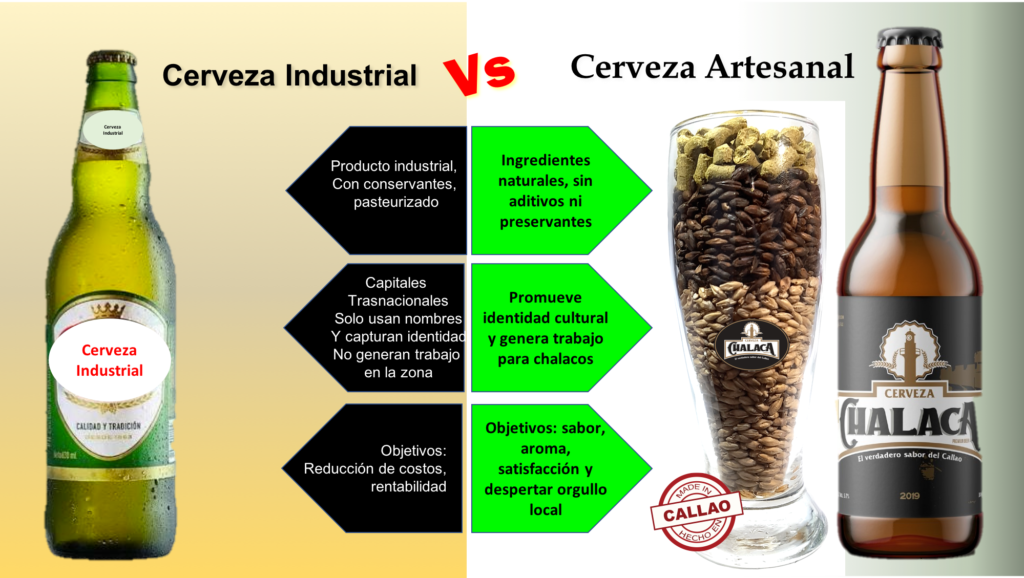 Cerveza Industrial
Vs
Cerveza Artesanal
Cerveza
Industrial
Producto industrial,
Con conservantes,
pasteurizado
Ingredientes
naturales, sin
aditivos ni
preservantes
Capitales
Trasnacionales
Solo usan nombres
Y capturan identidad
No generan trabajo
en la zona
Promueve
identidad cultural
y genera trabajo
para chalacos
Objetivos:
Reducción de costos,
rentabilidad
Objetivos: sabor,
aroma,
satisfacción y
despertar orgullo
local
Cerveza
Industrial
CALIDAD Y TRADICIÓN
CHALACA
MADE IN
CALLAO
HECHO EN
CERVEZA
CHALACA
El verdadero sabor del Callao
2019